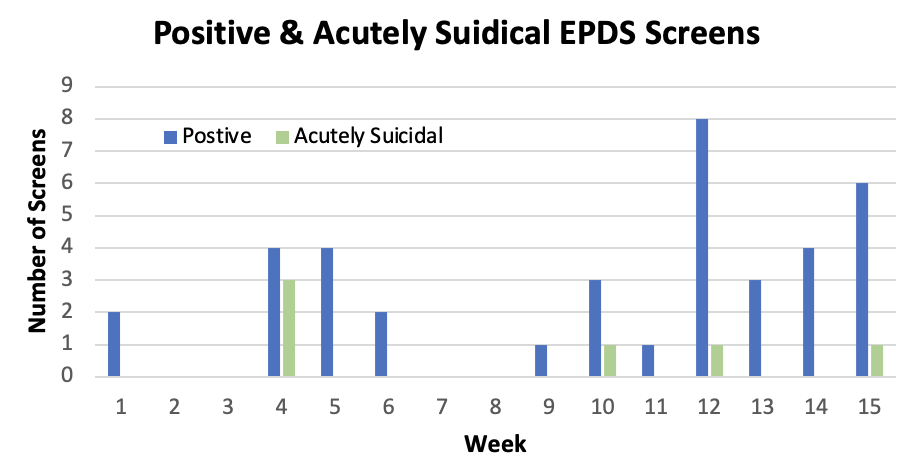 Positive & Acutely Suidical EPDS Screens
9
8
7
6
5
4
3
2
1
0
Postive Acutely Suicidal
Number of Screens
1 2 3 4 5 6 7 8 9 10 11 12 13 14 15
Week